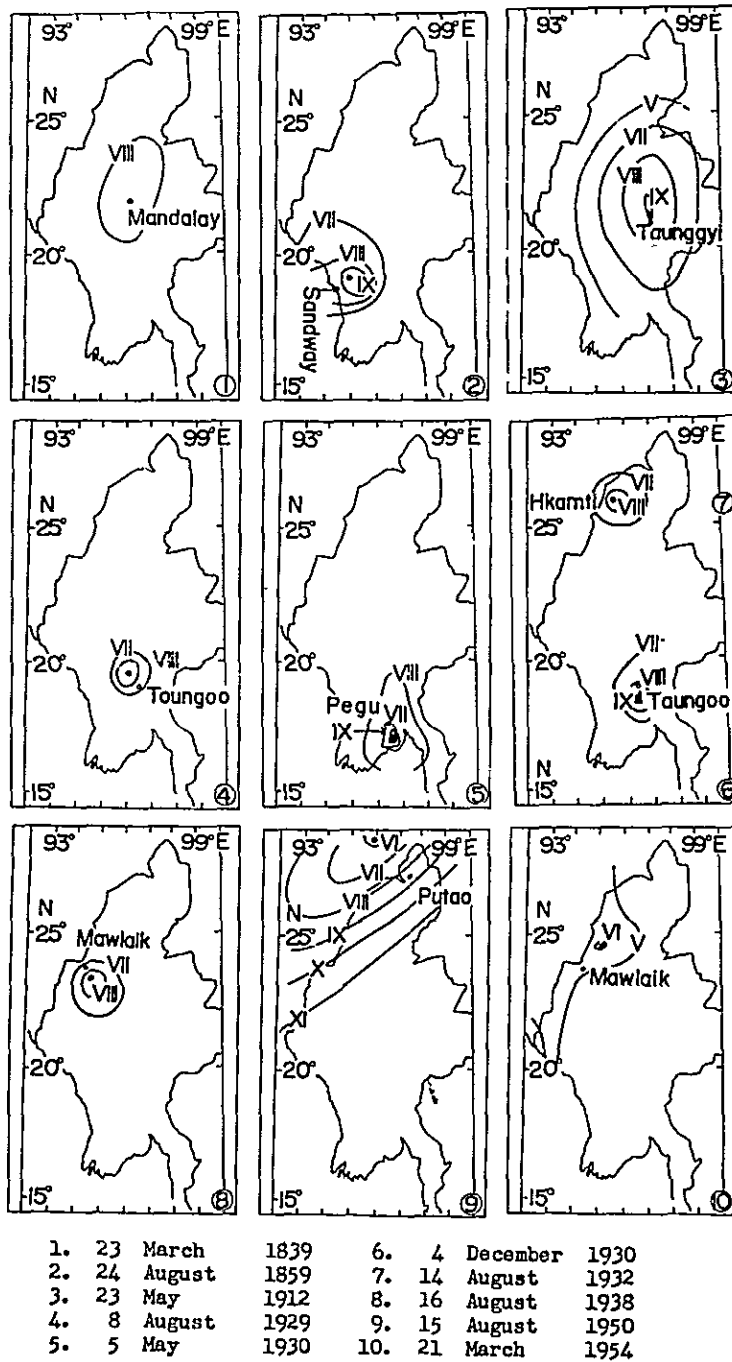 93° 99°E
N
25°
VIII
Mandalay
20°
15°
①
93° 99°E
N
25°
VII
VIII
20°
IX
Sandway
15°
②
93° 99°E
N
25°
V
VII
VIII
IX
Taunggyi
20°
15°
③
93° 99°E
N
25°
VII VIII
20°
Toungoo
15°
④
93° 99°E
N
25°
20°
VIII
Pegu
VII
IX
15°
⑤
93° 99°E
N
VII
Hkamti
VIII
⑦
25°
20°
VII
VIII
IX Taungoo
N
15°
⑥
93° 99°E
N
25°
Mawlaik
VII
VIII
20°
15°
⑧
93° 99°E
VI
VII
VIII
Putao
N
25°
IX
X
XI
20°
15°
⑨
93° 99°E
N
25°
VI V
Mawlaik
20°
15°
⑩
1. 23 March 1839 6. 4 December 1930
2. 24 August 1859 7. 14 August 1932
3. 23 May 1912 8. 16 August 1938
4. 8 August 1929 9. 15 August 1950
5. 5 May 1930 10. 21 March 1954